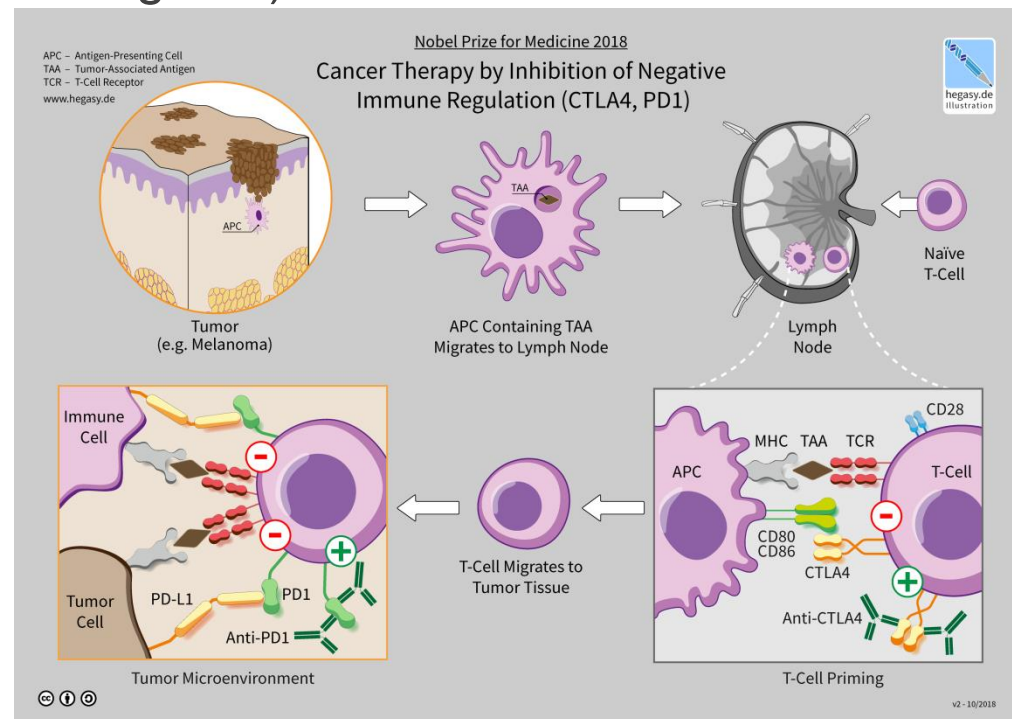 APC – Antigen-Presenting Cell
TAA – Tumor-Associated Antigen
TCR – T-Cell Receptor
www.hegasy.de
Nobel Prize for Medicine 2018
Cancer Therapy by Inhibition of Negative
Immune Regulation (CTLA4, PD1)
hegasy.de
Illustration
APC
Tumor
(e.g. Melanoma)
TAA
APC Containing TAA
Migrates to Lymph Node
Lymph
Node
Naïve
T-Cell
Immune
Cell
Tumor
Cell
PD-L1
PD1
Anti-PD1
Tumor Microenvironment
T-Cell Migrates to
Tumor Tissue
CD28
MHC TAA TCR
APC
T-Cell
CD80
CD86
CTLA4
Anti-CTLA4
T-Cell Priming
cc
v2 - 10/2018